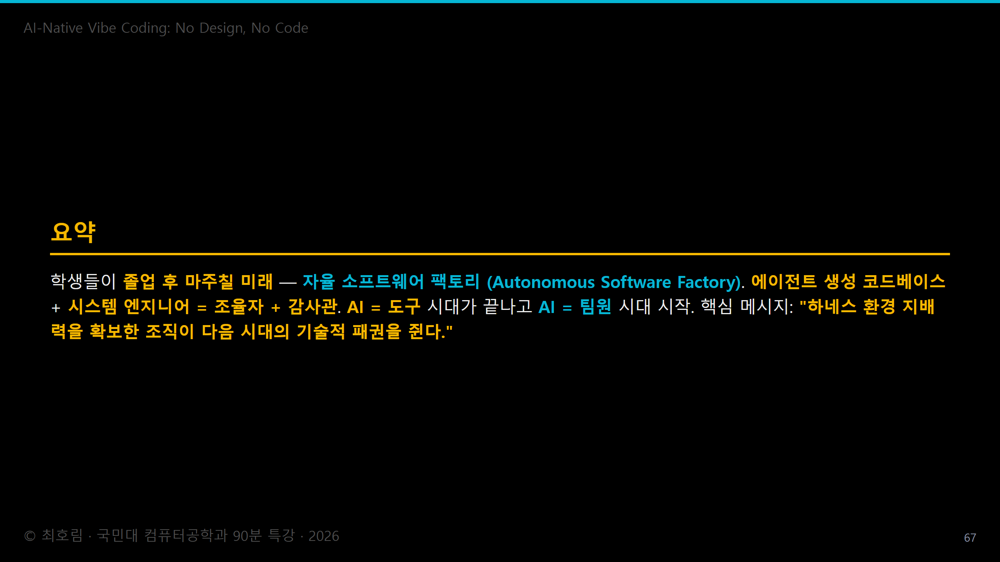 AI-Native Vibe Coding: No Design, No Code
요약
학생들이 졸업 후 마주칠 미래 — 자율 소프트웨어 팩토리 (Autonomous Software Factory). 에이전트 생성 코드베이스
+ 시스템 엔지니어 = 조율자 + 감사관. AI = 도구 시대가 끝나고 AI = 팀원 시대 시작. 핵심 메시지: "하네스 환경 지배
력을 확보한 조직이 다음 시대의 기술적 패권을 쥔다."
© 최호림 · 국민대 컴퓨터공학과 90분 특강 · 2026
67